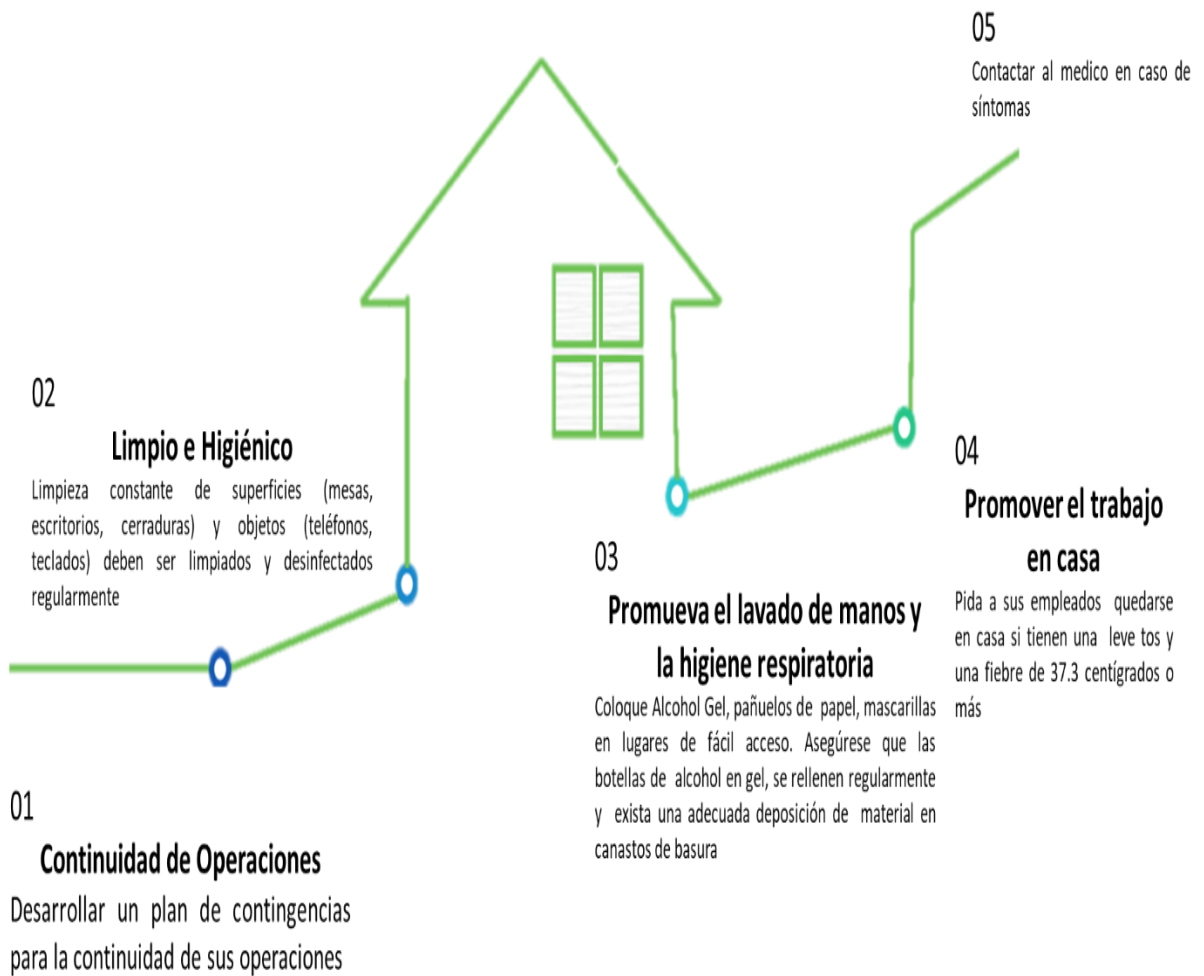 01
Continuidad de Operaciones
Desarrollar un plan de contingencias
para la continuidad de sus operaciones
02
Limpio e Higiénico
Limpieza constante de superficies (mesas,
escritorios, cerraduras) y objetos (teléfonos,
teclados) deben ser limpiados y desinfectados
regularmente
03
Promueva el lavado de manos y
la higiene respiratoria
Coloque Alcohol Gel, pañuelos de papel, mascarillas
en lugares de fácil acceso. Asegúrese que las
botellas de alcohol en gel, se rellenen regularmente
y exista una adecuada deposición de material en
canastos de basura
04
Promover el trabajo
en casa
Pida a sus empleados quedarse
en casa si tienen una leve tos y
una fiebre de 37.3 centígrados o
más
05
Contactar al medico en caso de
síntomas